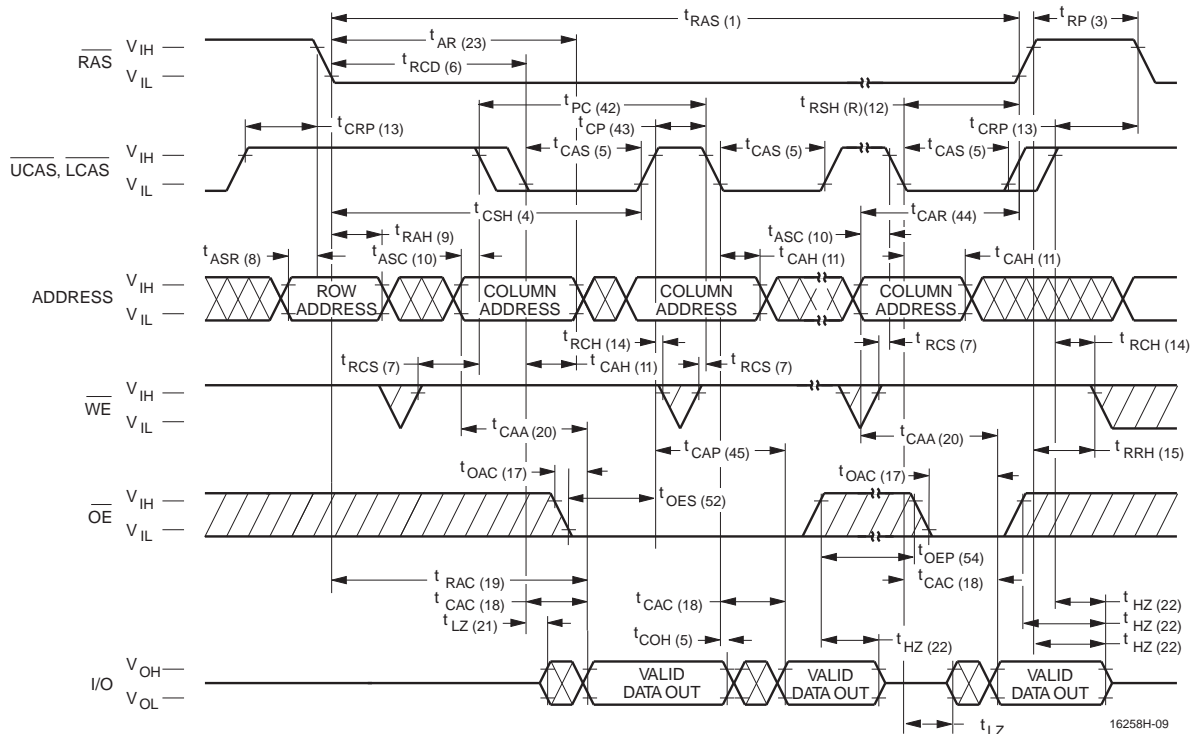 t RAS (1)
t RP (3)
t AR (23)
V IH
RAS
t RCD (6)
V IL
t PC (42)
t RSH (R)(12)
t CRP (13)
t CP (43)
t CRP (13)
V IH
t CAS (5)
t CAS (5)
t CAS (5)
UCAS, LCAS
V IL
t CSH (4)
t CAR (44)
t RAH (9)
t ASC (10)
t ASR (8)
t ASC (10)
t CAH (11)
t CAH (11)
V IH
ADDRESS
ROW ADDRESS
COLUMN ADDRESS
COLUMN ADDRESS
COLUMN ADDRESS
V IL
t RCH (14)
t RCS (7)
t RCH (14)
t RCS (7)
t CAH (11)
t RCS (7)
V IH
WE
V IL
t CAA (20)
t CAA (20)
t CAP (45)
t RRH (15)
t OAC (17)
t OAC (17)
V IH
t OES (52)
OE
V IL
t OEP (54)
t RAC (19)
t CAC (18)
t CAC (18)
t CAC (18)
t HZ (22)
t LZ (21)
t HZ (22)
t COH (5)
t HZ (22)
t HZ (22)
V OH
I/O
VALID DATA OUT
VALID DATA OUT
VALID DATA OUT
V OL
t LZ
16258H-09